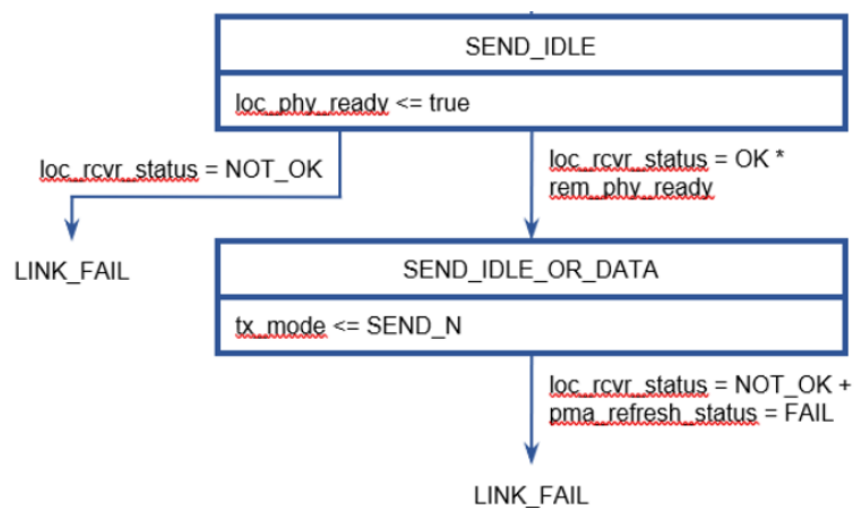 SEND_IDLE
loc_phy_ready <= true
loc_rcvr_status = NOT_OK
loc_rcvr_status = OK *
rem_phy_ready
LINK_FAIL
SEND_IDLE_OR_DATA
tx_mode <= SEND_N
loc_rcvr_status = NOT_OK +
pma_refresh_status = FAIL
LINK_FAIL